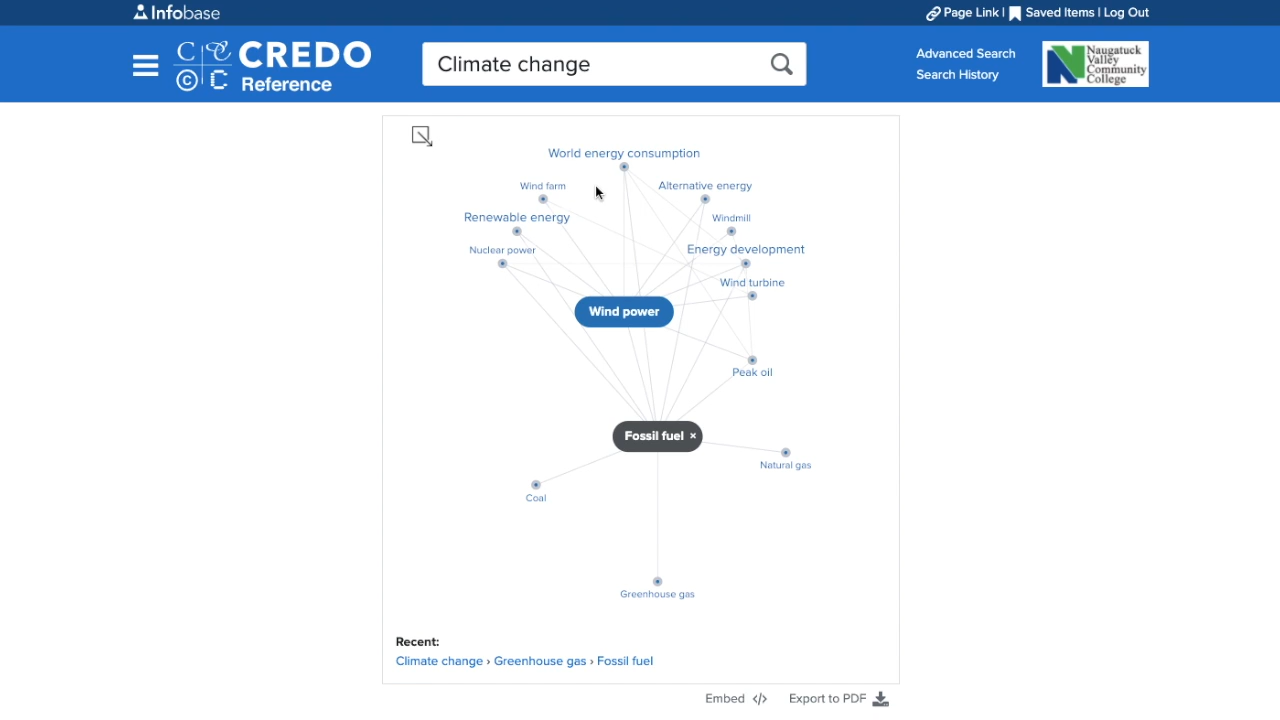 Infobase
Page Link | Saved Items | Log Out
CREDO
Reference
Climate change
Advanced Search
Search History
Naugatuck
Valley
Community
College
World energy consumption
Wind farm
Alternative energy
Renewable energy
Windmill
Nuclear power
Energy development
Wind turbine
Wind power
Peak oil
Fossil fuel ×
Natural gas
Coal
Greenhouse gas
Recent:
Climate change › Greenhouse gas › Fossil fuel
Embed </> Export to PDF